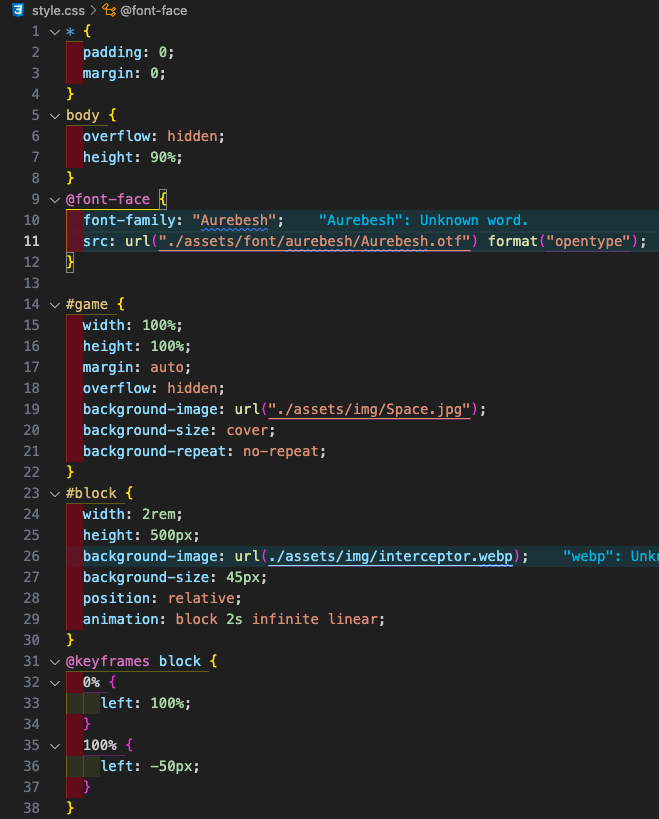 style.css > @font-face
1 * {
2 padding: 0;
3 margin: 0;
4 }
5 body {
6 overflow: hidden;
7 height: 90%;
8 }
9 @font-face {
10 font-family: "Aurebesh"; "Aurebesh": Unknown word.
11 src: url("./assets/font/aurebesh/Aurebesh.otf") format("opentype");
12 }
13
14 #game {
15 width: 100%;
16 height: 100%;
17 margin: auto;
18 overflow: hidden;
19 background-image: url("./assets/img/Space.jpg");
20 background-size: cover;
21 background-repeat: no-repeat;
22 }
23 #block {
24 width: 2rem;
25 height: 500px;
26 background-image: url(./assets/img/interceptor.webp); "webp": Unk
27 background-size: 45px;
28 position: relative;
29 animation: block 2s infinite linear;
30 }
31 @keyframes block {
32 0% {
33 left: 100%;
34 }
35 100% {
36 left: -50px;
37 }
38 }